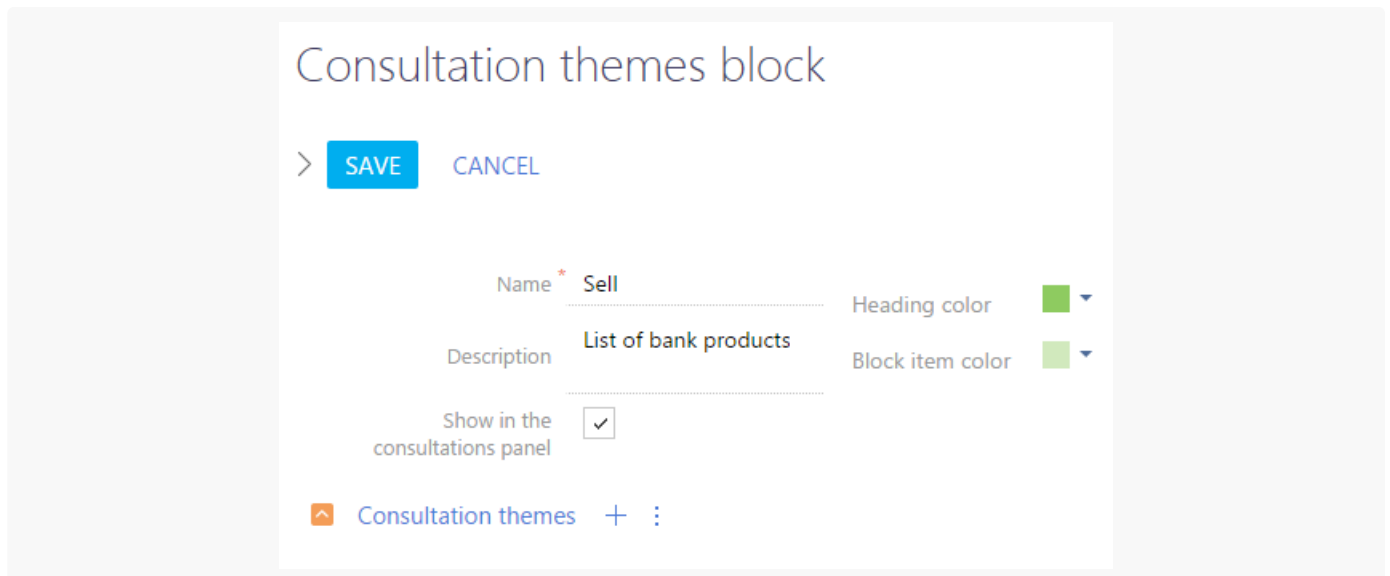 Consultation themes block
SAVE CANCEL
Name * Sell
Heading color
Description List of bank products
Block item color
Show in the
consultations panel
Consultation themes